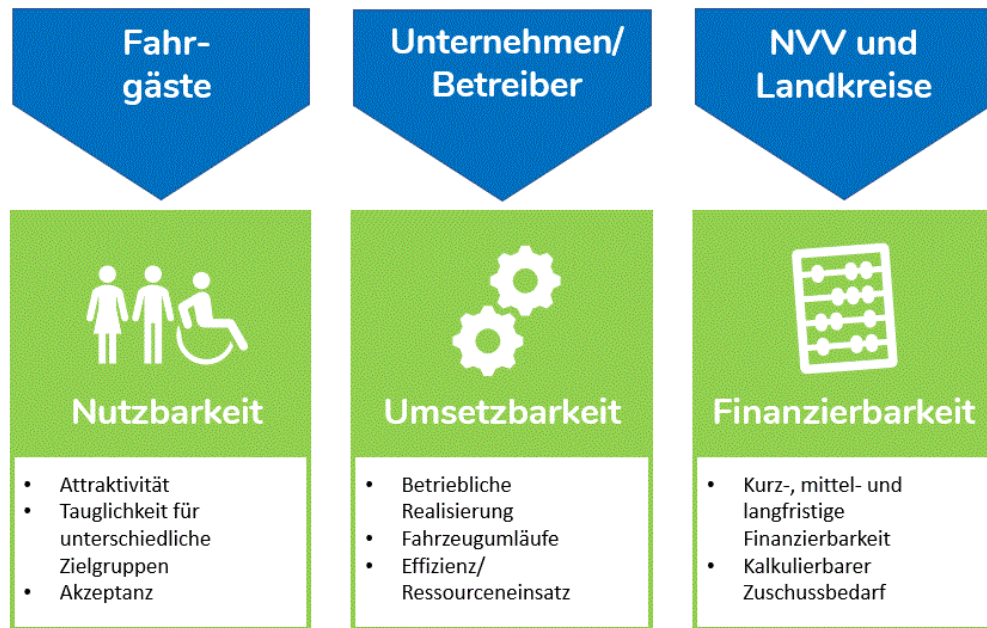 Fahr-
gäste
Nutzbarkeit
• Attraktivität
• Tauglichkeit für
unterschiedliche
Zielgruppen
• Akzeptanz
Unternehmen/
Betreiber
Umsetzbarkeit
• Betriebliche
Realisierung
• Fahrzeugumläufe
• Effizienz/
Ressourceneinsatz
NVV und
Landkreise
Finanzierbarkeit
• Kurz-, mittel- und
langfristige
Finanzierbarkeit
• Kalkulierbarer
Zuschussbedarf